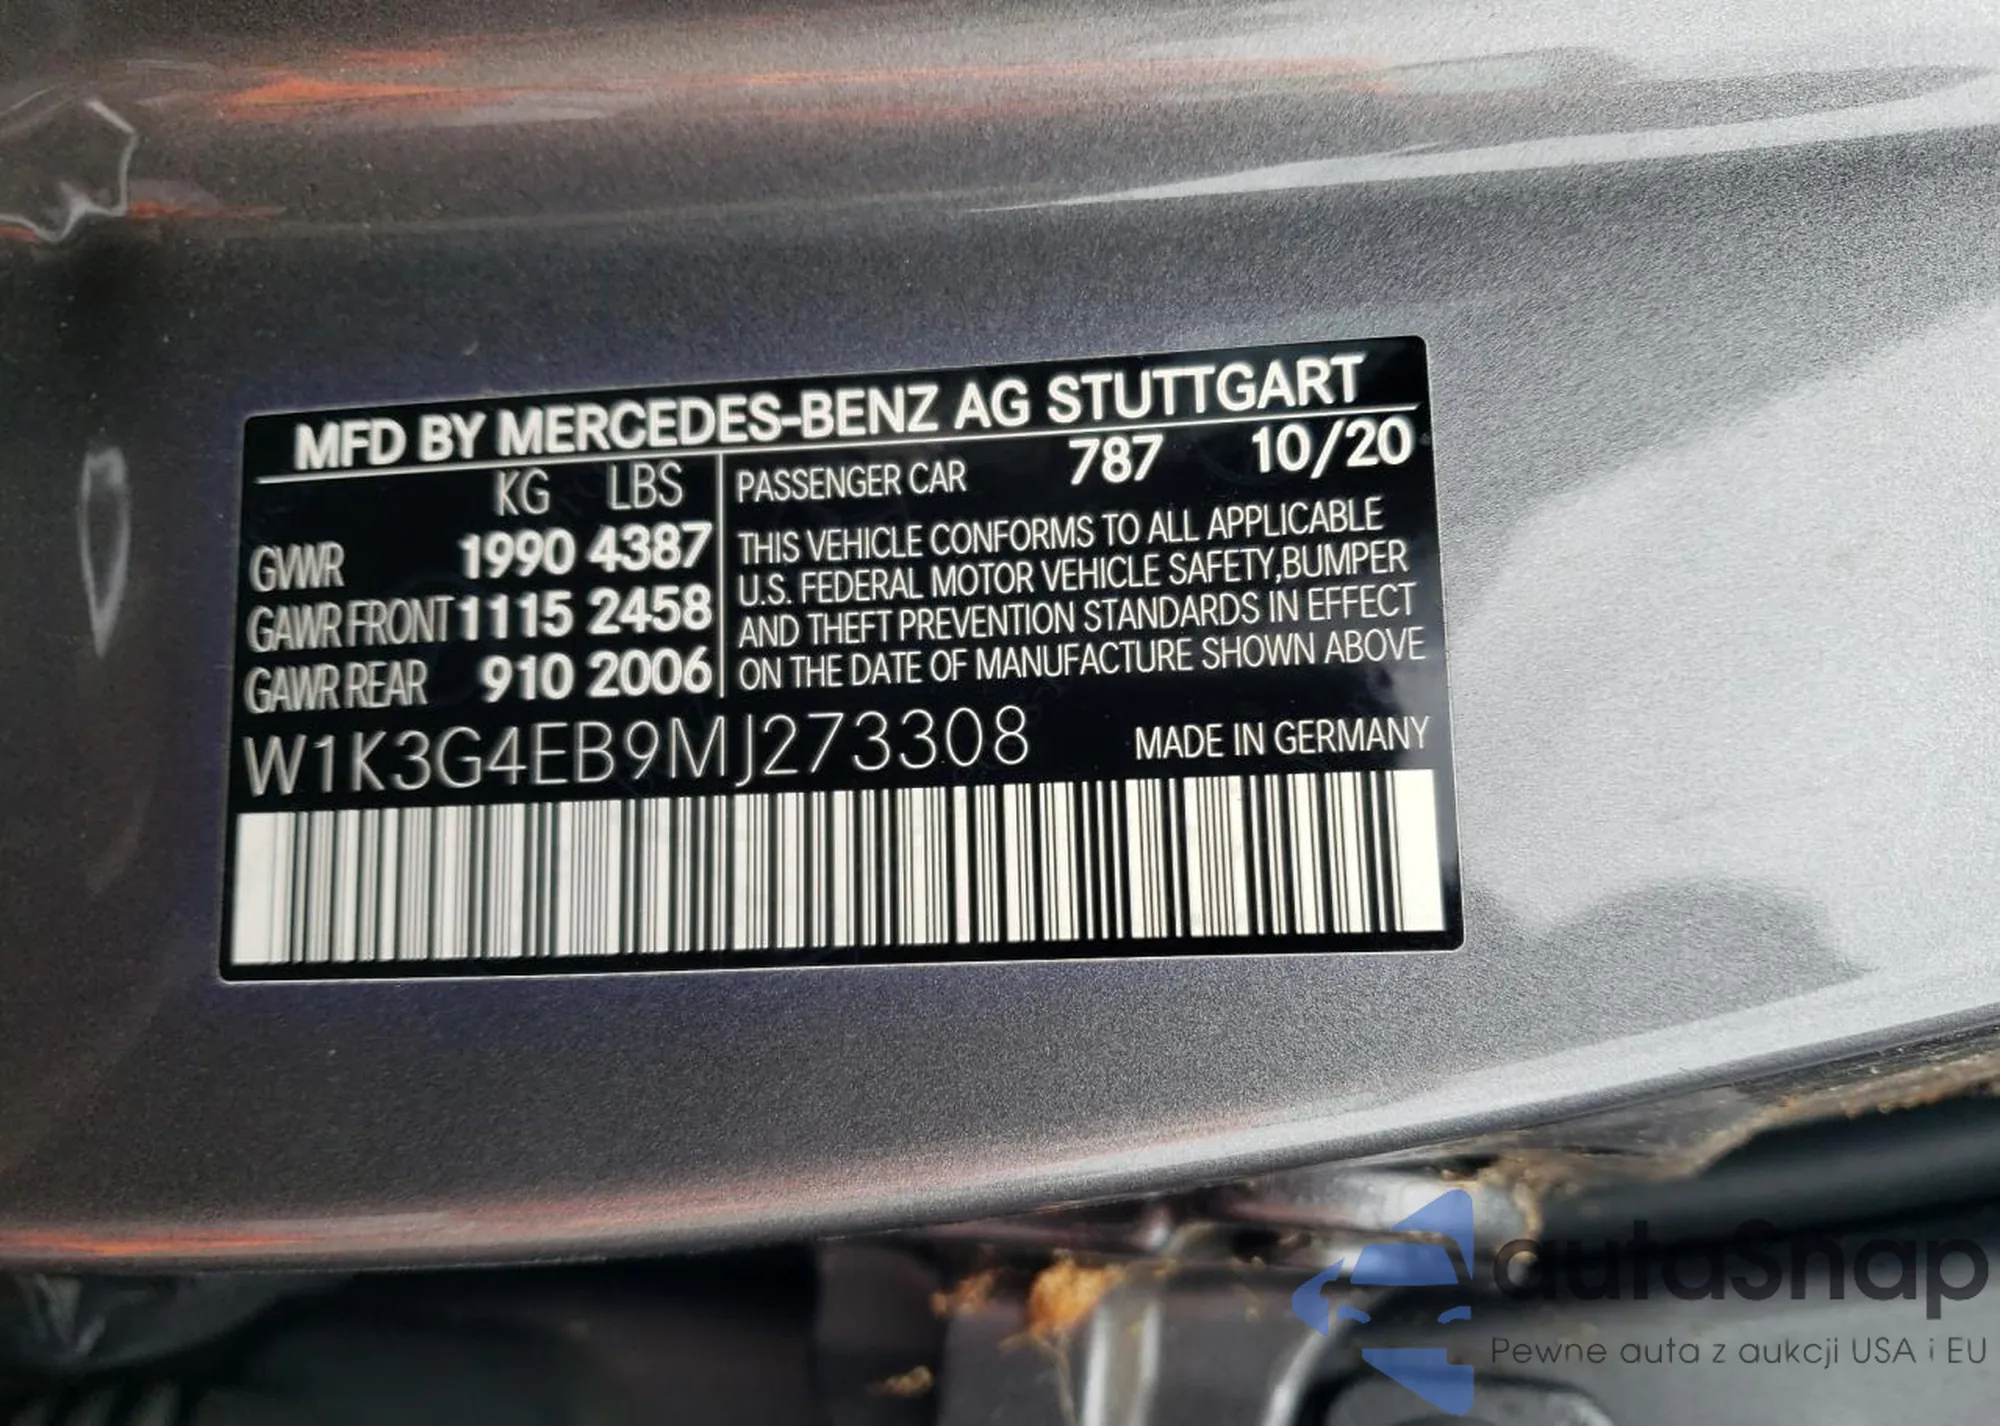 MFD BY MERCEDES-BENZ AG STUTTGART
KG LBS
GVWR 1990 4387
GAWR FRONT 1115 2458
GAWR REAR 910 2006
PASSENGER CAR 787 10/20
THIS VEHICLE CONFORMS TO ALL APPLICABLE
U.S. FEDERAL MOTOR VEHICLE SAFETY,BUMPER
AND THEFT PREVENTION STANDARDS IN EFFECT
ON THE DATE OF MANUFACTURE SHOWN ABOVE
W1K3G4EB9MJ273308 MADE IN GERMANY
autaSnap
Pewne auta z aukcji USA i EU